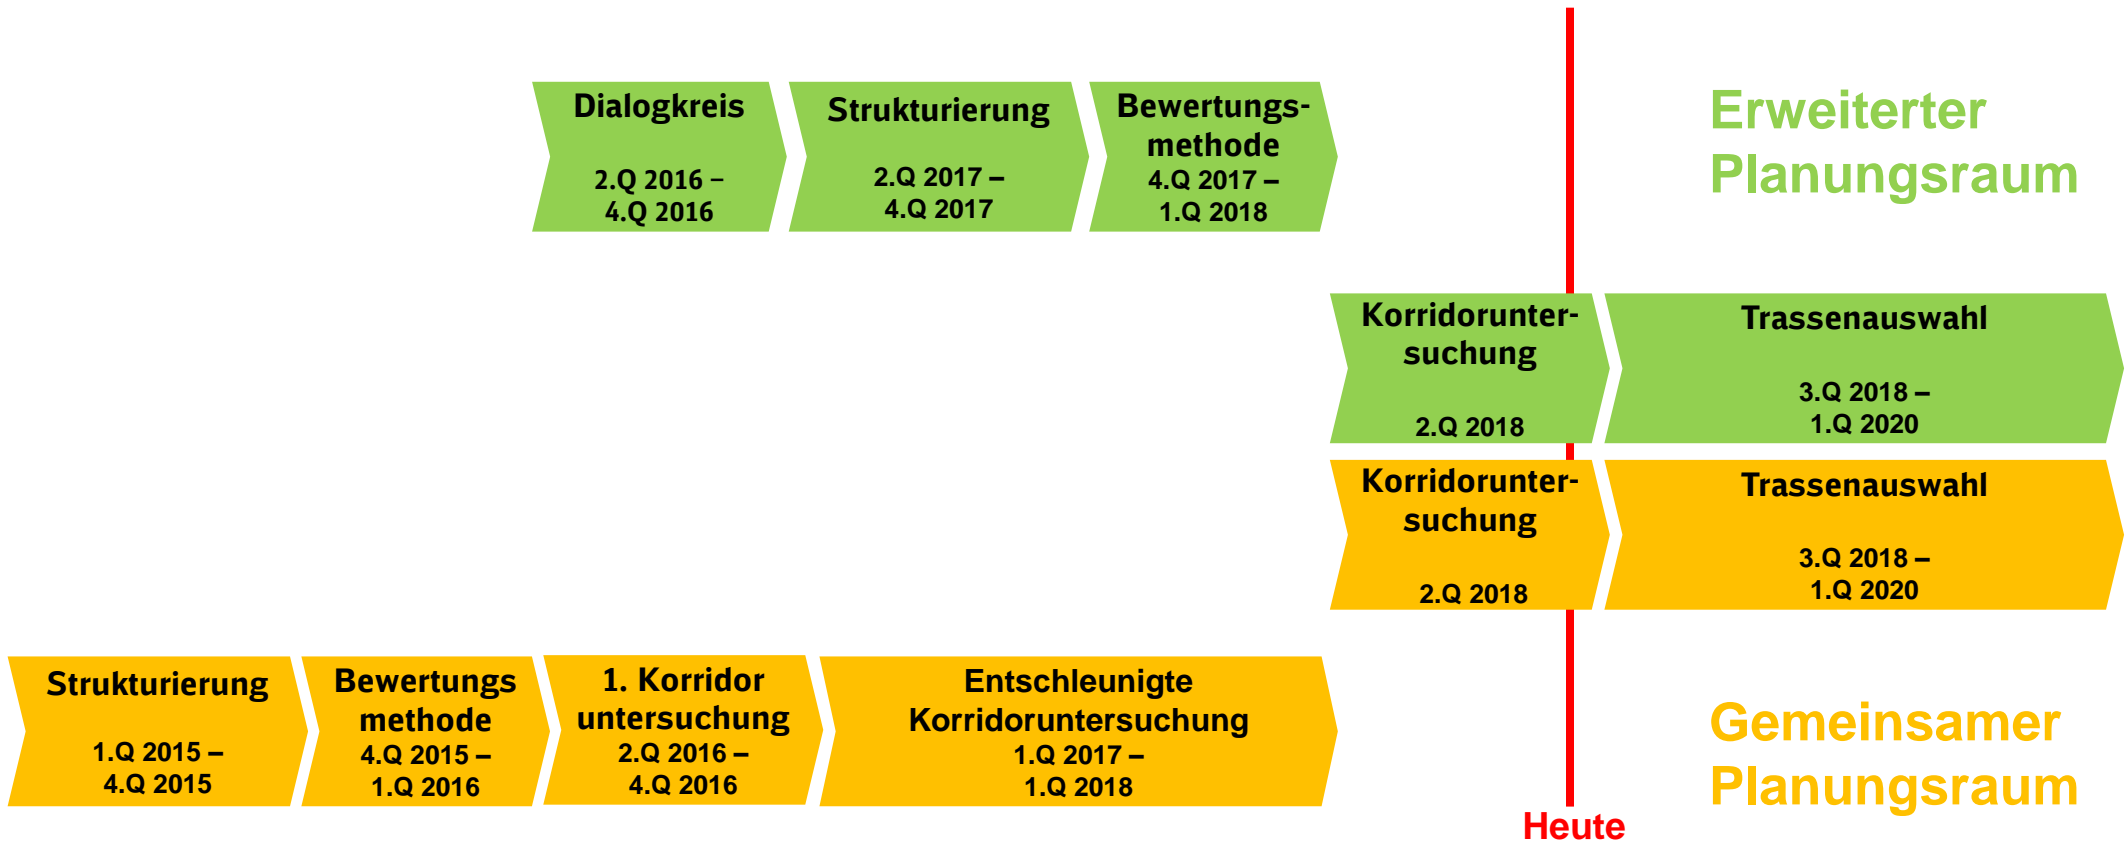 Dialogkreis
2.Q 2016 –
4.Q 2016
Strukturierung
2.Q 2017 –
4.Q 2017
Bewertungs-
methode
4.Q 2017 –
1.Q 2018
Erweiterter
Planungsraum
Korridorunter-
suchung
2.Q 2018
Trassenauswahl
3.Q 2018 –
1.Q 2020
Korridorunter-
suchung
2.Q 2018
Trassenauswahl
3.Q 2018 –
1.Q 2020
Strukturierung
1.Q 2015 –
4.Q 2015
Bewertungs
methode
4.Q 2015 –
1.Q 2016
1. Korridor
untersuchung
2.Q 2016 –
4.Q 2016
Entschleunigte
Korridoruntersuchung
1.Q 2017 –
1.Q 2018
Gemeinsamer
Planungsraum
Heute